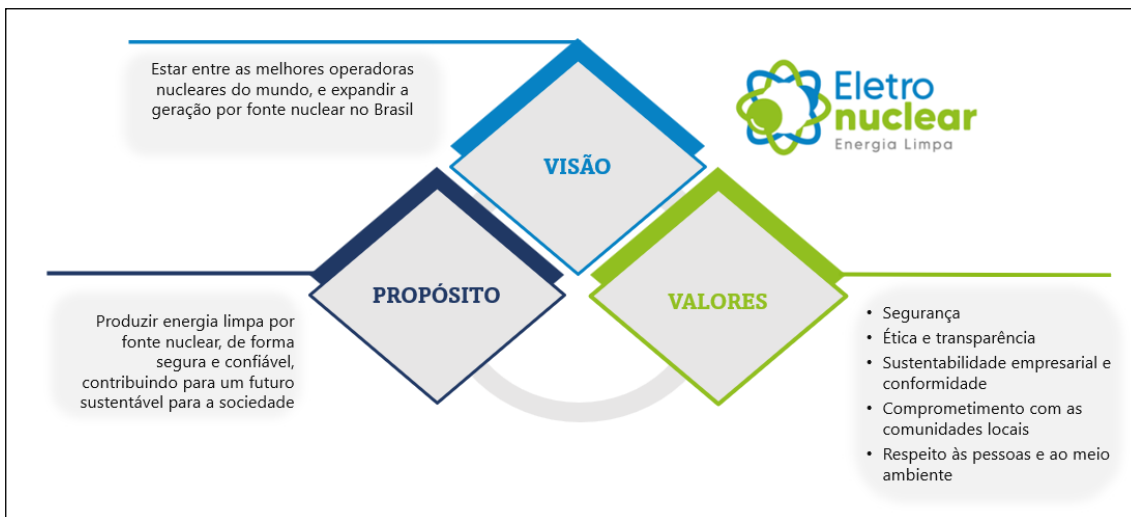 Estar entre as melhores operadoras
nucleares do mundo, e expandir a
geração por fonte nuclear no Brasil
Eletro
nuclear
Energia Limpa
VISÃO
PROPÓSITO
VALORES
Produzir energia limpa por
fonte nuclear, de forma
segura e confiável,
contribuindo para um futuro
sustentável para a sociedade
• Segurança
• Ética e transparência
• Sustentabilidade empresarial e
conformidade
• Comprometimento com as
comunidades locais
• Respeito às pessoas e ao meio
ambiente